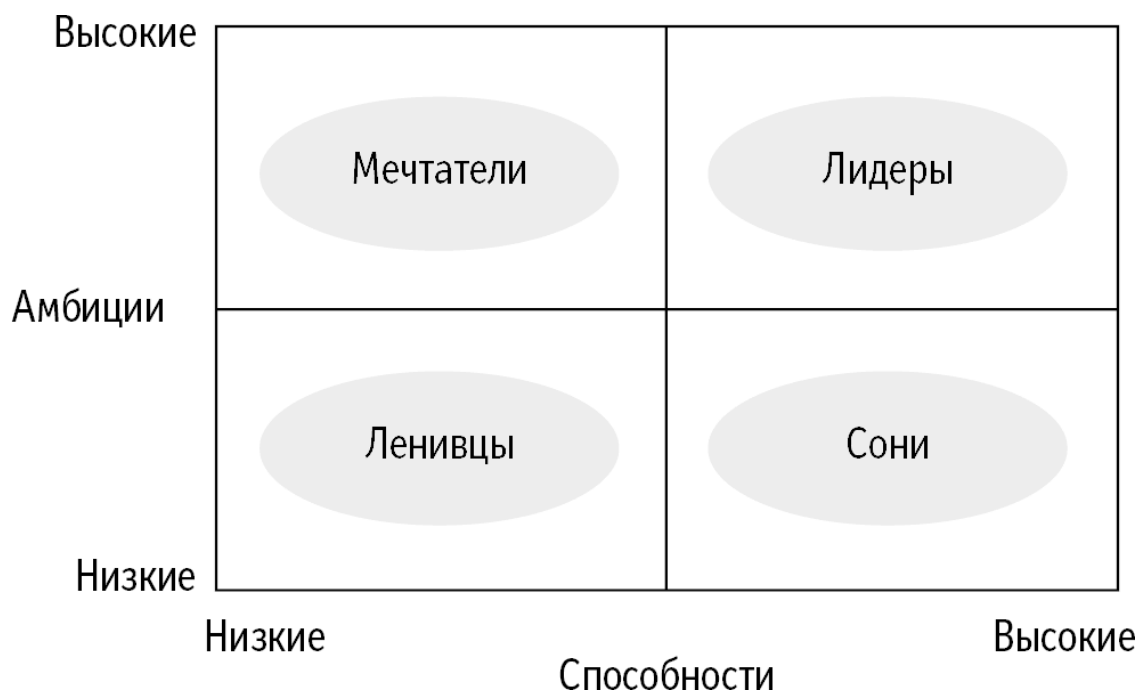 Высокие
Мечтатели
Лидеры
Амбиции
Ленивцы
Сони
Низкие
Низкие
Высокие
Способности